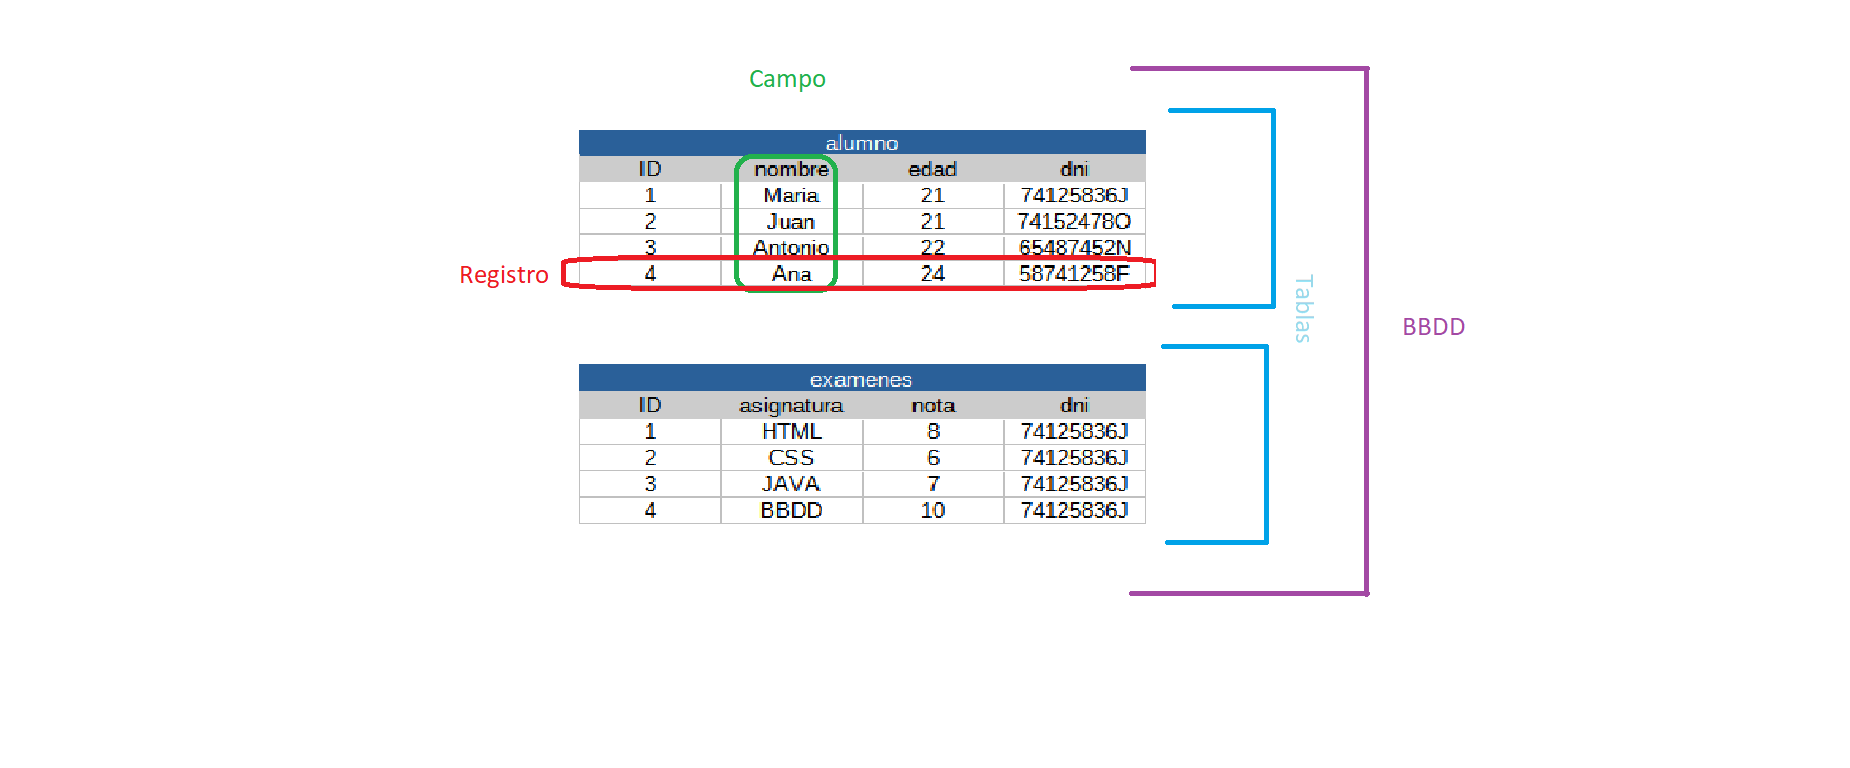 Campo
alumno
ID nombre edad dni
1 Maria 21 74125836J
2 Juan 21 74152478O
3 Antonio 22 65487452N
Registro 4 Ana 24 58741258F
Tablas
BBDD
examenes
ID asignatura nota dni
1 HTML 8 74125836J
2 CSS 6 74125836J
3 JAVA 7 74125836J
4 BBDD 10 74125836J